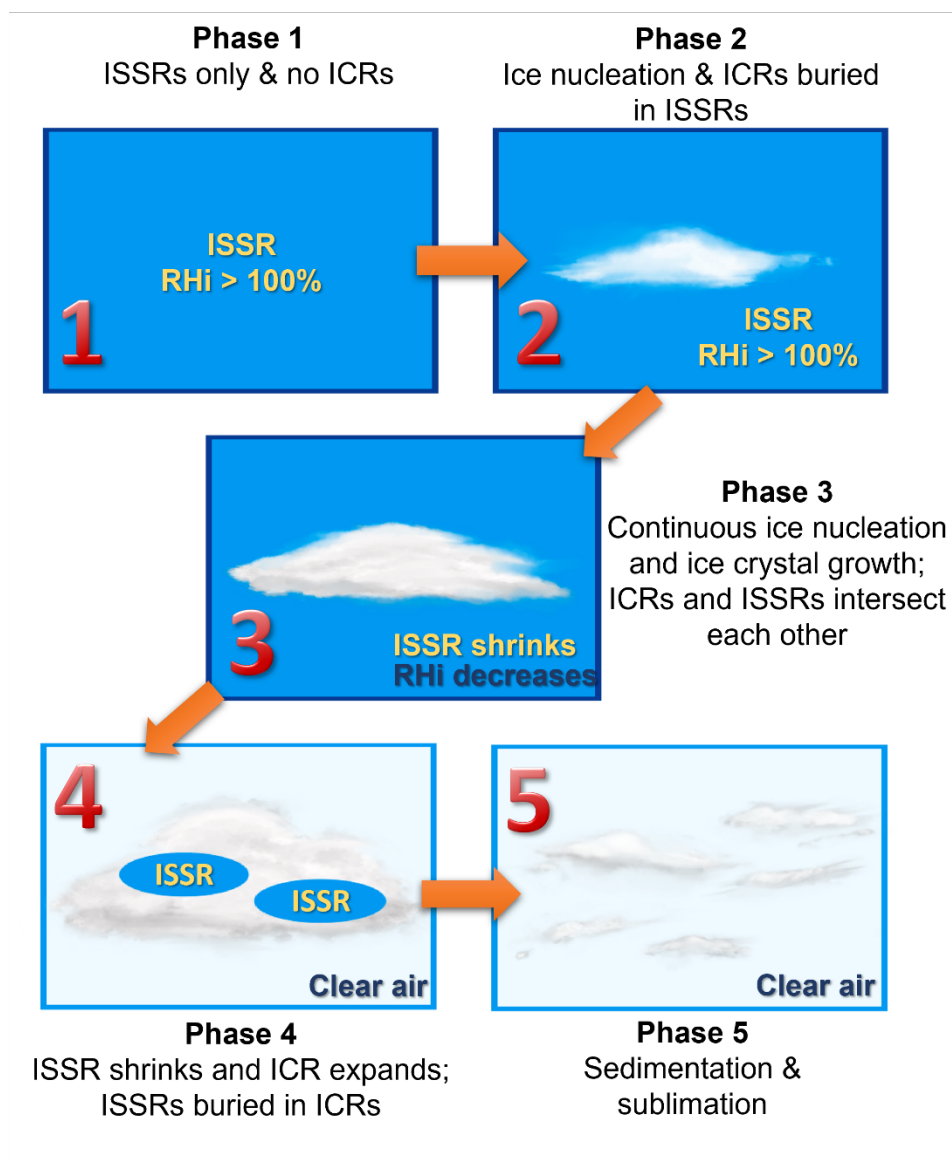 Phase 1
ISSRs only & no ICRs
Phase 2
Ice nucleation & ICRs buried
in ISSRs
ISSR
RHi > 100%
1
ISSR
RHi > 100%
2
Phase 3
Continuous ice nucleation
and ice crystal growth;
ICRs and ISSRs intersect
each other
3
ISSR shrinks
RHi decreases
4
ISSR
ISSR
Clear air
5
Clear air
Phase 4
ISSR shrinks and ICR expands;
ISSRs buried in ICRs
Phase 5
Sedimentation &
sublimation